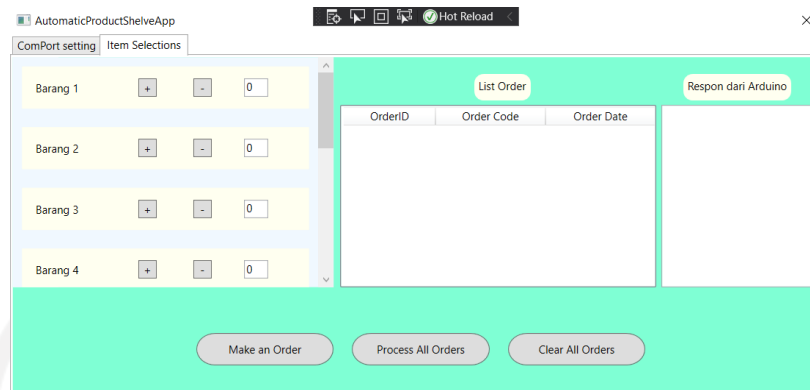 AutomaticProductShelveApp
Hot Reload
ComPort setting
Item Selections
Barang 1 + - 0
Barang 2 + - 0
Barang 3 + - 0
Barang 4 + - 0
List Order
OrderID Order Code Order Date
Respon dari Arduino
Make an Order
Process All Orders
Clear All Orders